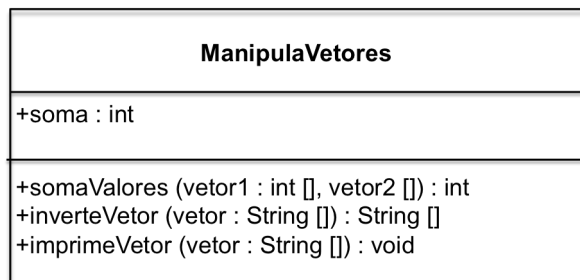 ManipulaVetores
+soma : int
+somaValores (vetor1 : int [], vetor2 []) : int
+inverteVetor (vetor : String []) : String []
+imprimeVetor (vetor : String []) : void